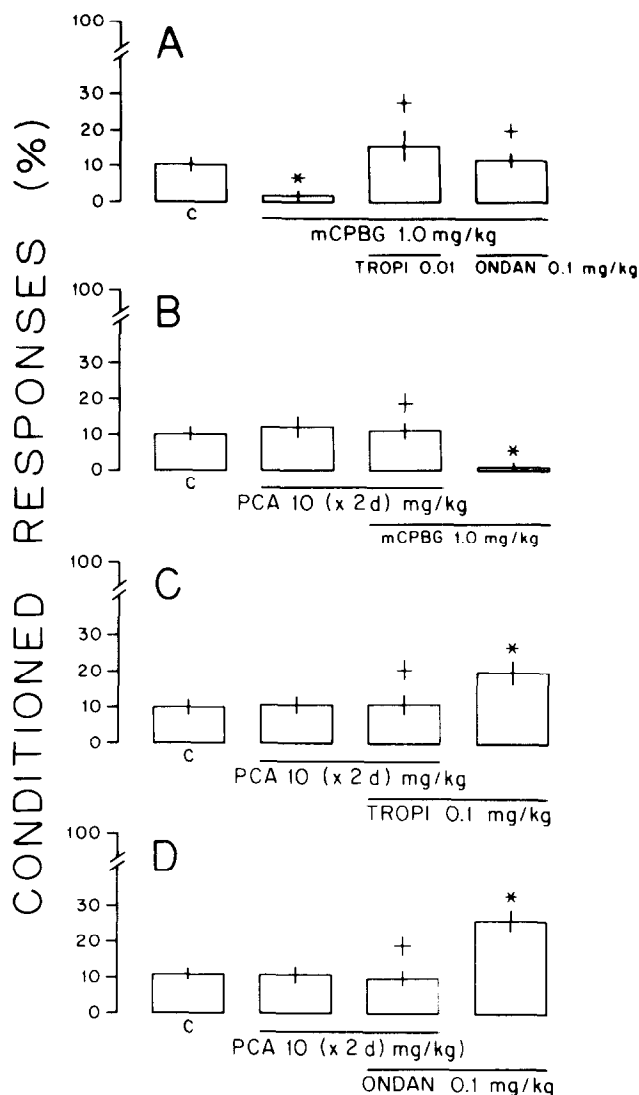 CONDITIONED RESPONSES (%)
A
100
30
20
10
0
*
+
+
C
mCPBG 1.0 mg/kg
TROPI 0.01 ONDAN 0.1 mg/kg
B
100
30
20
10
0
+
*
C
PCA 10 (x 2 d) mg/kg
mCPBG 1.0 mg/kg
C
100
30
20
10
0
+
*
C
PCA 10 (x 2 d) mg/kg
TROPI 0.1 mg/kg
D
100
30
20
10
0
+
*
C
PCA 10 (x 2 d) mg/kg)
ONDAN 0.1 mg/kg